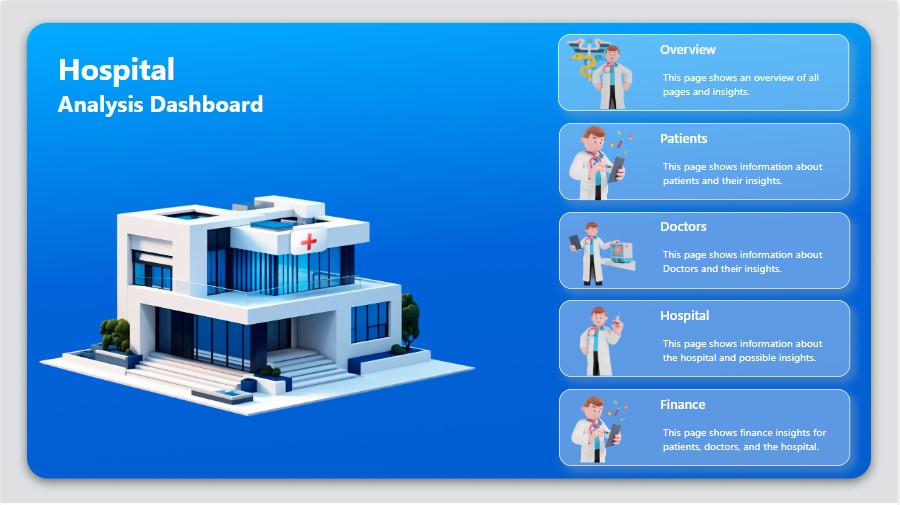 Hospital
Analysis Dashboard
Overview
This page shows an overview of all
pages and insights.
Patients
This page shows information about
patients and their insights.
Doctors
This page shows information about
Doctors and their insights.
Hospital
This page shows information about
the hospital and possible insights.
Finance
This page shows finance insights for
patients, doctors, and the hospital.